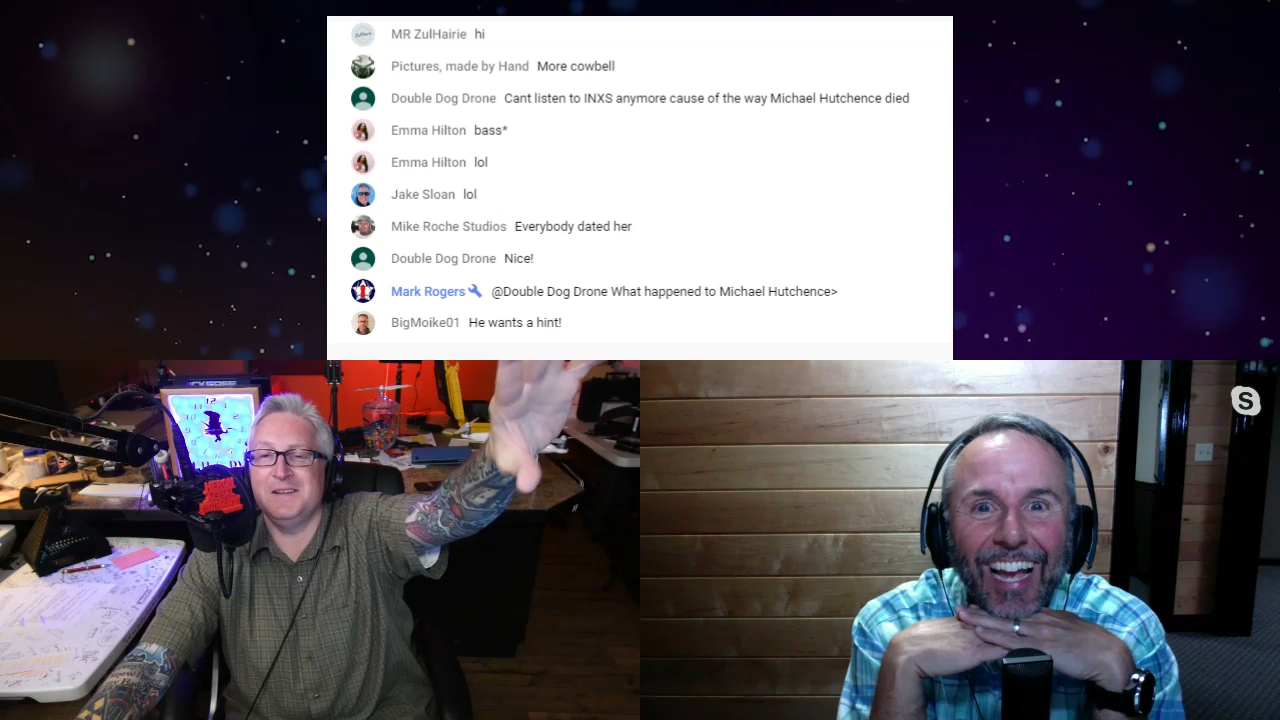 MR ZulHairie hi
Pictures, made by Hand More cowbell
Double Dog Drone Cant listen to INXS anymore cause of the way Michael Hutchence died
Emma Hilton bass*
Emma Hilton lol
Jake Sloan lol
Mike Roche Studios Everybody dated her
Double Dog Drone Nice!
Mark Rogers @Double Dog Drone What happened to Michael Hutchence>
BigMoike01 He wants a hint!
12
S